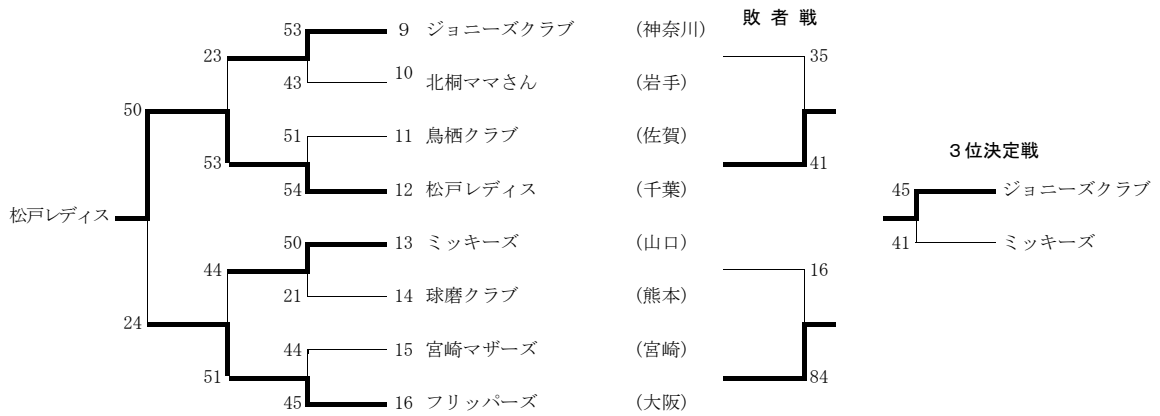 敗 者 戦
53 9 ジョニーズクラブ (神奈川)
23 35
43 10 北桐ママさん (岩手)
50
51 11 鳥栖クラブ (佐賀)
53 41
３位決定戦
54 12 松戸レディス (千葉)
45 ジョニーズクラブ
松戸レディス
50 13 ミッキーズ (山口)
41 ミッキーズ
44 16
21 14 球磨クラブ (熊本)
24
44 15 宮崎マザーズ (宮崎)
51 84
45 16 フリッパーズ (大阪)